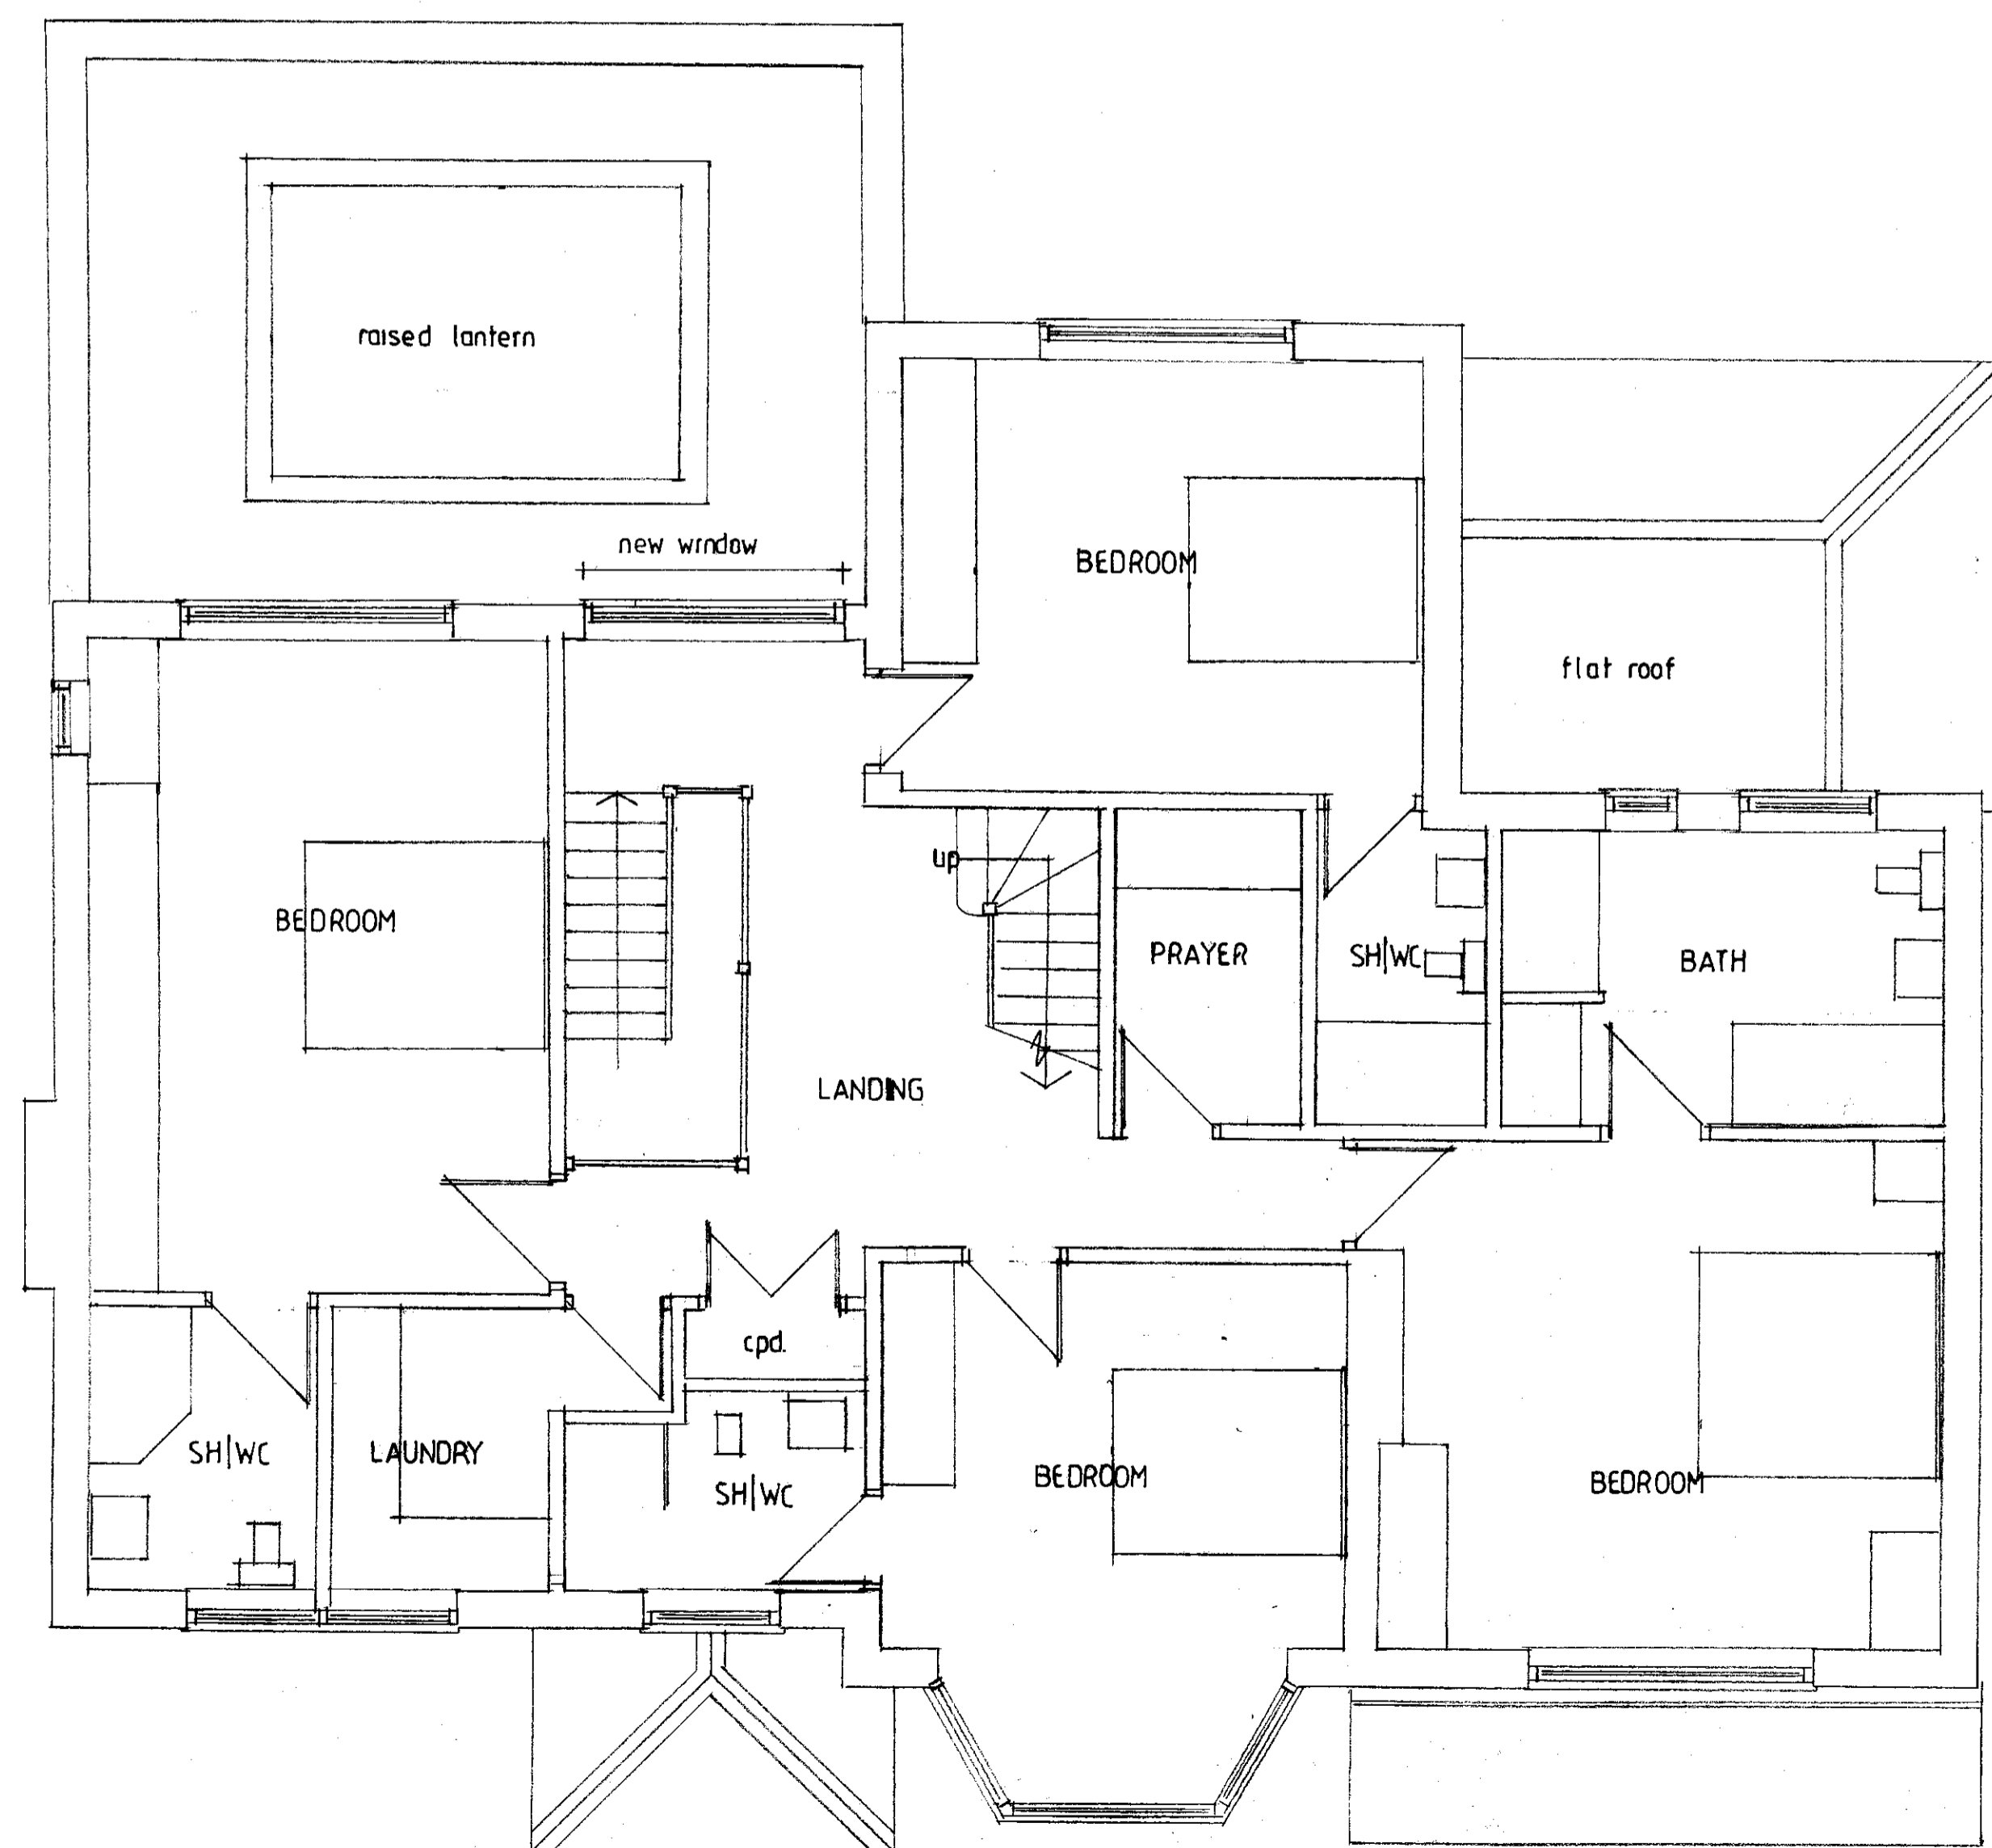 raised lantern
new window
BEDROOM
flat roof
up
BEDROOM
PRAYER
SH/WC
BATH
LANDING
cpd.
SH/WC
LAUNDRY
SH/WC
BEDROOM
BEDROOM